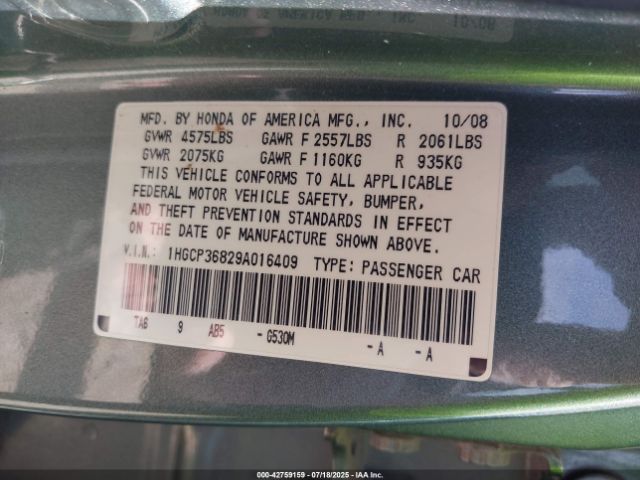 10/08
MFD. BY HONDA OF AMERICA MFG., INC. 10/08
GVWR 4575LBS GAWR F 2557LBS R 2061LBS
GVWR 2075KG GAWR F 1160KG R 935KG
THIS VEHICLE CONFORMS TO ALL APPLICABLE
FEDERAL MOTOR VEHICLE SAFETY, BUMPER,
AND THEFT PREVENTION STANDARDS IN EFFECT
ON THE DATE OF MANUFACTURE SHOWN ABOVE.
V.I.N.: 1HGCP36829A016409 TYPE: PASSENGER CAR
TA6 9 AB5 - G530M - A - A
000-42759159 - 07/18/2025 - IAA Inc.